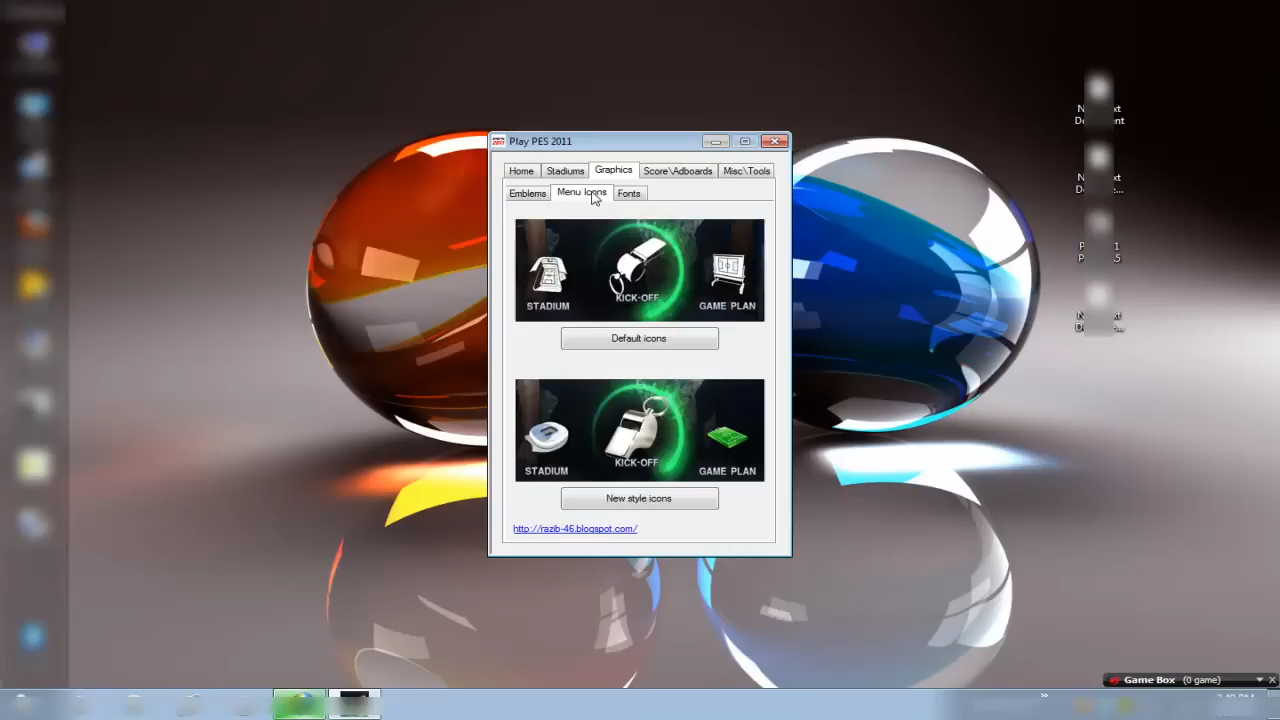 Play PES 2011
Home Stadiums Graphics Score\Adboards Misc\Tools
Emblems Menu Icons Fonts
STADIUM KICK-OFF GAME PLAN
Default icons
STADIUM KICK-OFF GAME PLAN
New style icons
http://razib-46.blogspot.com/
Game Box (0 game)